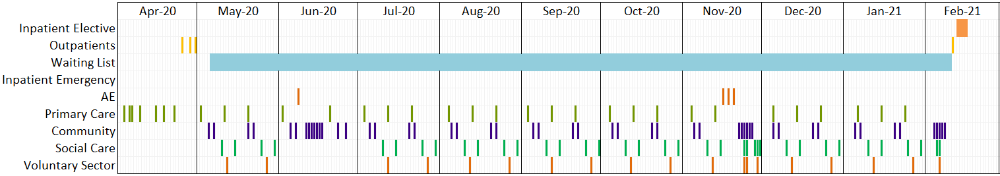 Apr-20 May-20 Jun-20 Jul-20 Aug-20 Sep-20 Oct-20 Nov-20 Dec-20 Jan-21 Feb-21
Inpatient Elective
Outpatients
Waiting List
Inpatient Emergency
AE
Primary Care
Community
Social Care
Voluntary Sector